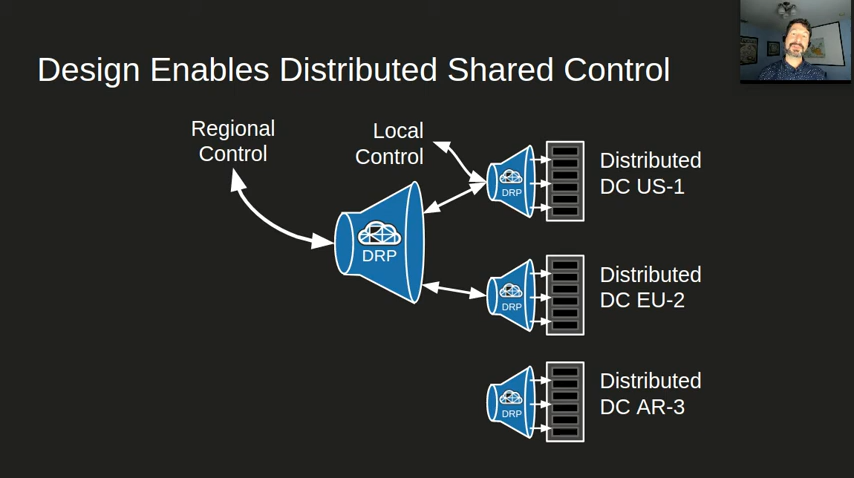 Design Enables Distributed Shared Control
Regional
Control
Local
Control
DRP
DRP
Distributed
DC US-1
DRP
Distributed
DC EU-2
DRP
Distributed
DC AR-3